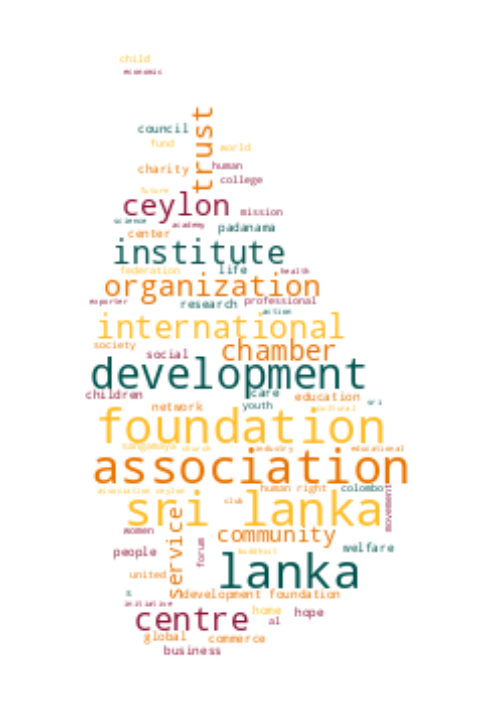 child
economic
trust
council
fund
world
charity
human
college
future
ceylon
mission
science
academy
padanama
center
institute
federation
life
health
organization
exporter
research
professional
action
international
society
social
chamber
development
children
care
education
network
youth
national
sri
foundation
sangamaya
church
industry
educational
association
association ceylon
human right
colombo
sri lanka
club
movement
women
service
community
people
forum
buddhist
welfare
united
lanka
s
development foundation
initiative
centre
home
hope
al
global
commerce
business